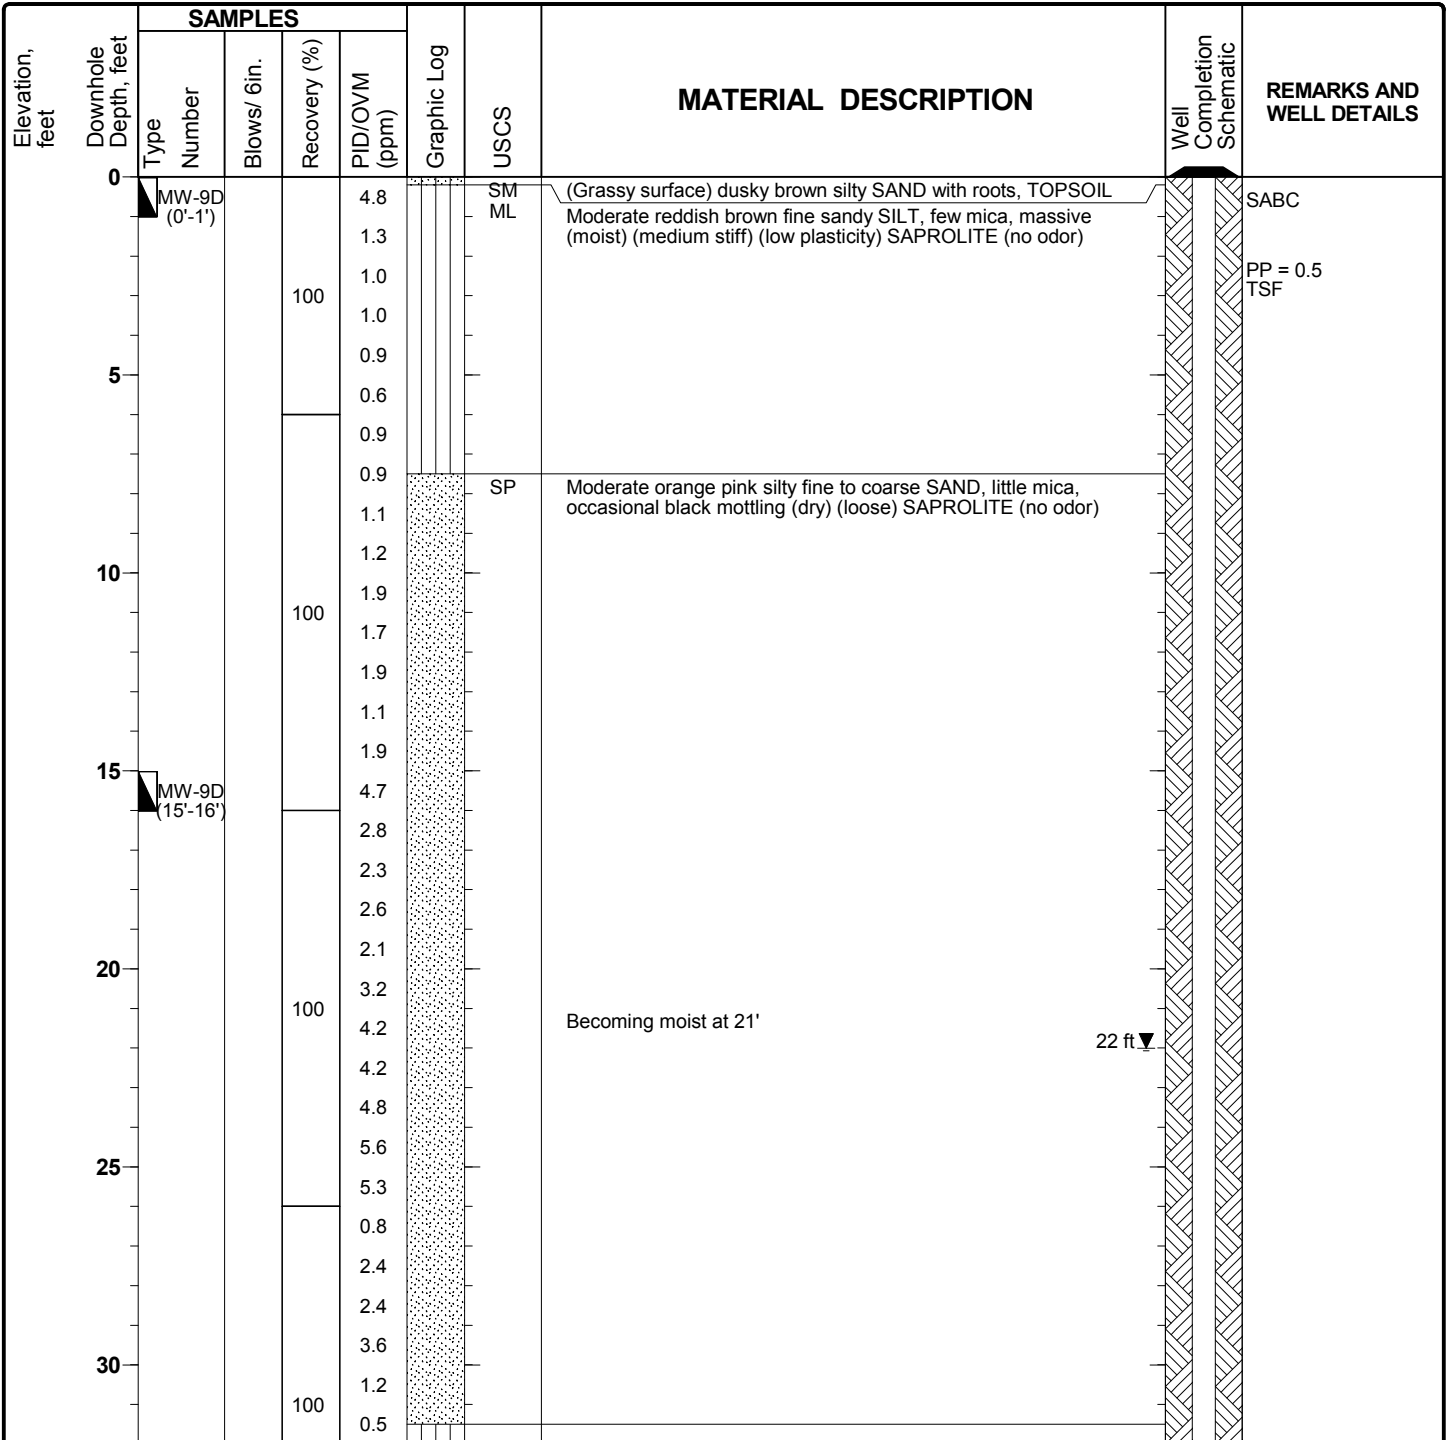 SAMPLES
Elevation,
feet
Downhole
Depth, feet
Type
Number
Blows/ 6in.
Recovery (%)
PID/OVM
(ppm)
Graphic Log
USCS
MATERIAL DESCRIPTION
Well
Completion
Schematic
REMARKS AND
WELL DETAILS
0
MW-9D
(0'-1')
4.8
SM
(Grassy surface) dusky brown silty SAND with roots, TOPSOIL
SABC
ML
Moderate reddish brown fine sandy SILT, few mica, massive
(moist) (medium stiff) (low plasticity) SAPROLITE (no odor)
1.3
1.0
PP = 0.5
TSF
100
1.0
0.9
5
0.6
0.9
0.9
SP
Moderate orange pink silty fine to coarse SAND, little mica,
occasional black mottling (dry) (loose) SAPROLITE (no odor)
1.1
1.2
10
1.9
100
1.7
1.9
1.1
1.9
15
MW-9D
(15'-16')
4.7
2.8
2.3
2.6
2.1
20
3.2
100
4.2
Becoming moist at 21'
22 ft
4.2
4.8
5.6
25
5.3
0.8
2.4
2.4
3.6
30
1.2
100
0.5